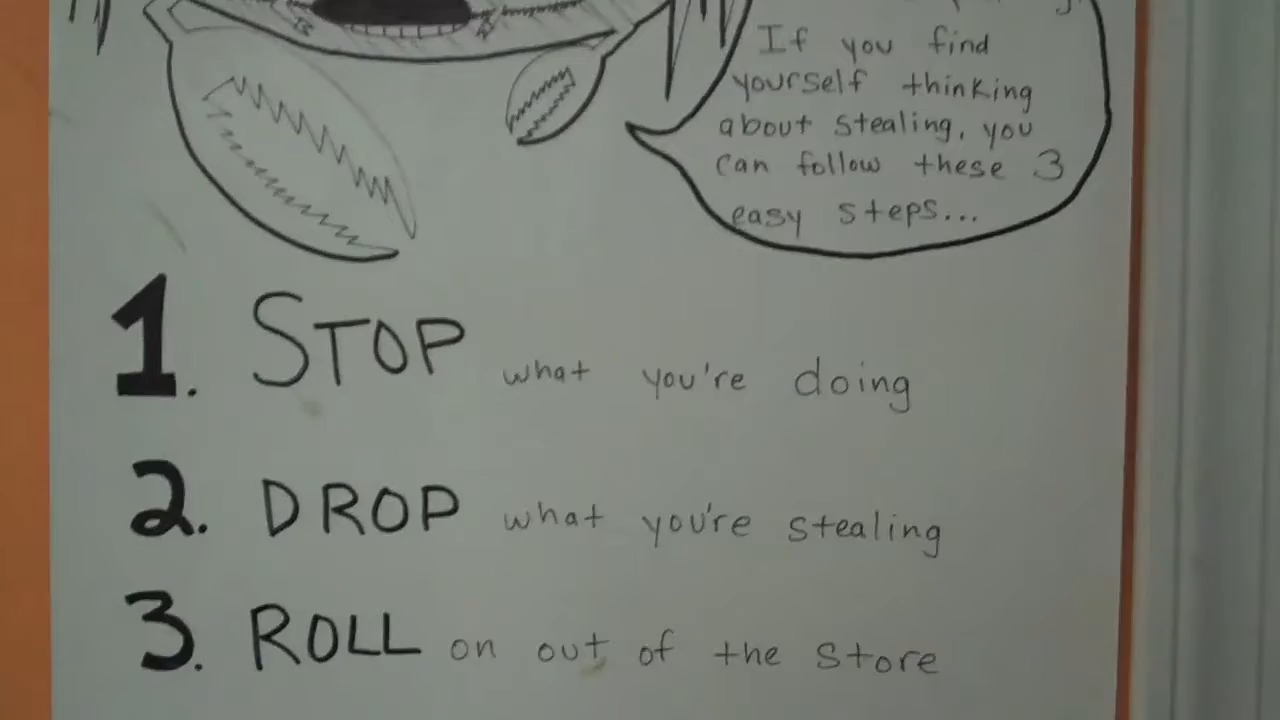 If you find
yourself thinking
about stealing, you
can follow these 3
easy steps...
1. STOP what you're doing
2. DROP what you're stealing
3. ROLL on out of the store